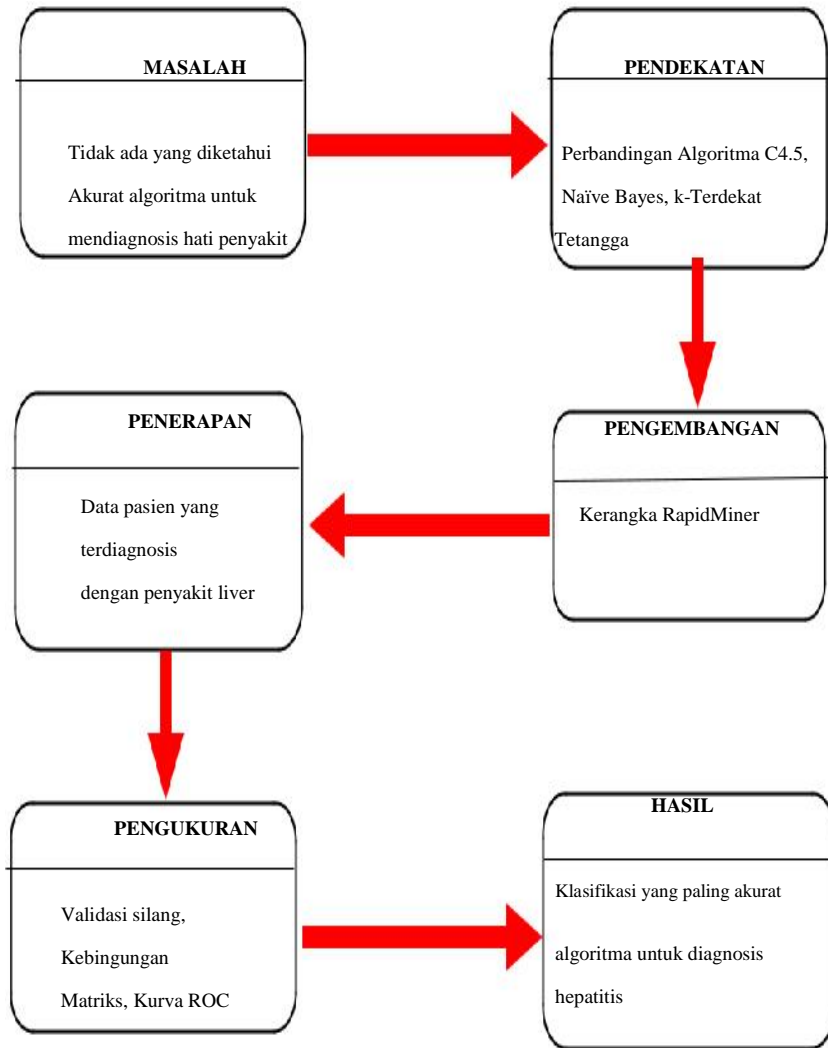 MASALAH
Tidak ada yang diketahui
Akurat algoritma untuk
mendiagnosis hati penyakit
PENDEKATAN
Perbandingan Algoritma C4.5,
Naïve Bayes, k-Terdekat
Tetangga
PENGEMBANGAN
Kerangka RapidMiner
PENERAPAN
Data pasien yang
terdiagnosis
dengan penyakit liver
PENGUKURAN
Validasi silang,
Kebingungan
Matriks, Kurva ROC
HASIL
Klasifikasi yang paling akurat
algoritma untuk diagnosis
hepatitis